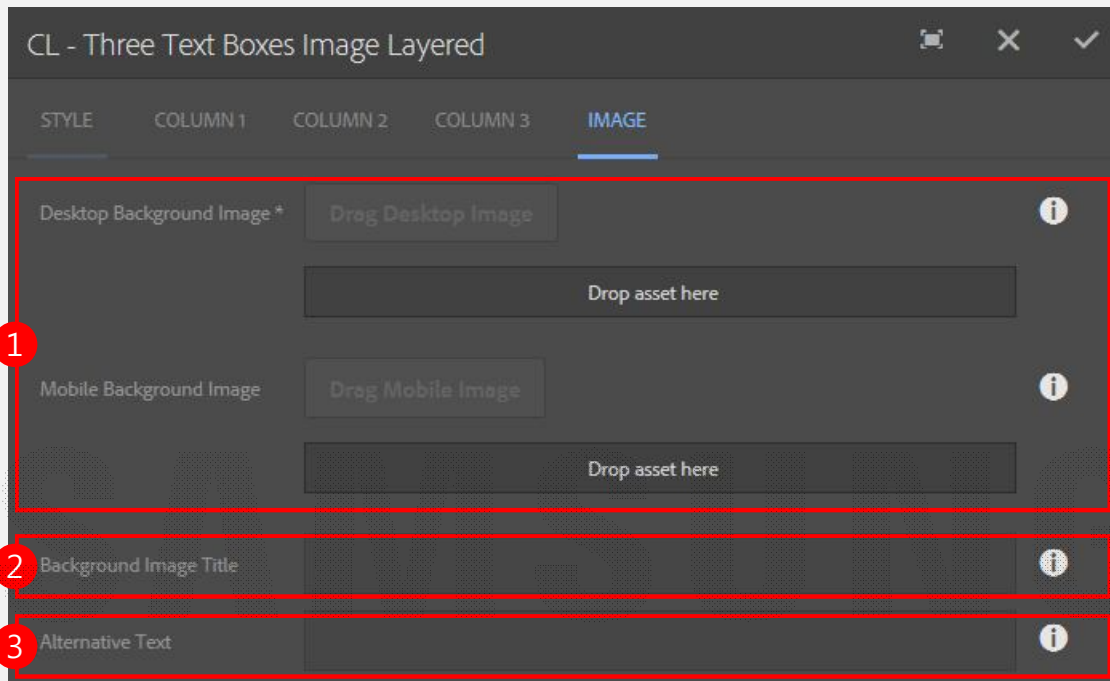 CL - Three Text Boxes Image Layered
STYLE COLUMN 1 COLUMN 2 COLUMN 3 IMAGE
Desktop Background Image * Drag Desktop Image
Drop asset here
1
Mobile Background Image Drag Mobile Image
Drop asset here
SAMSUNG
2 Background Image Title
3 Alternative Text